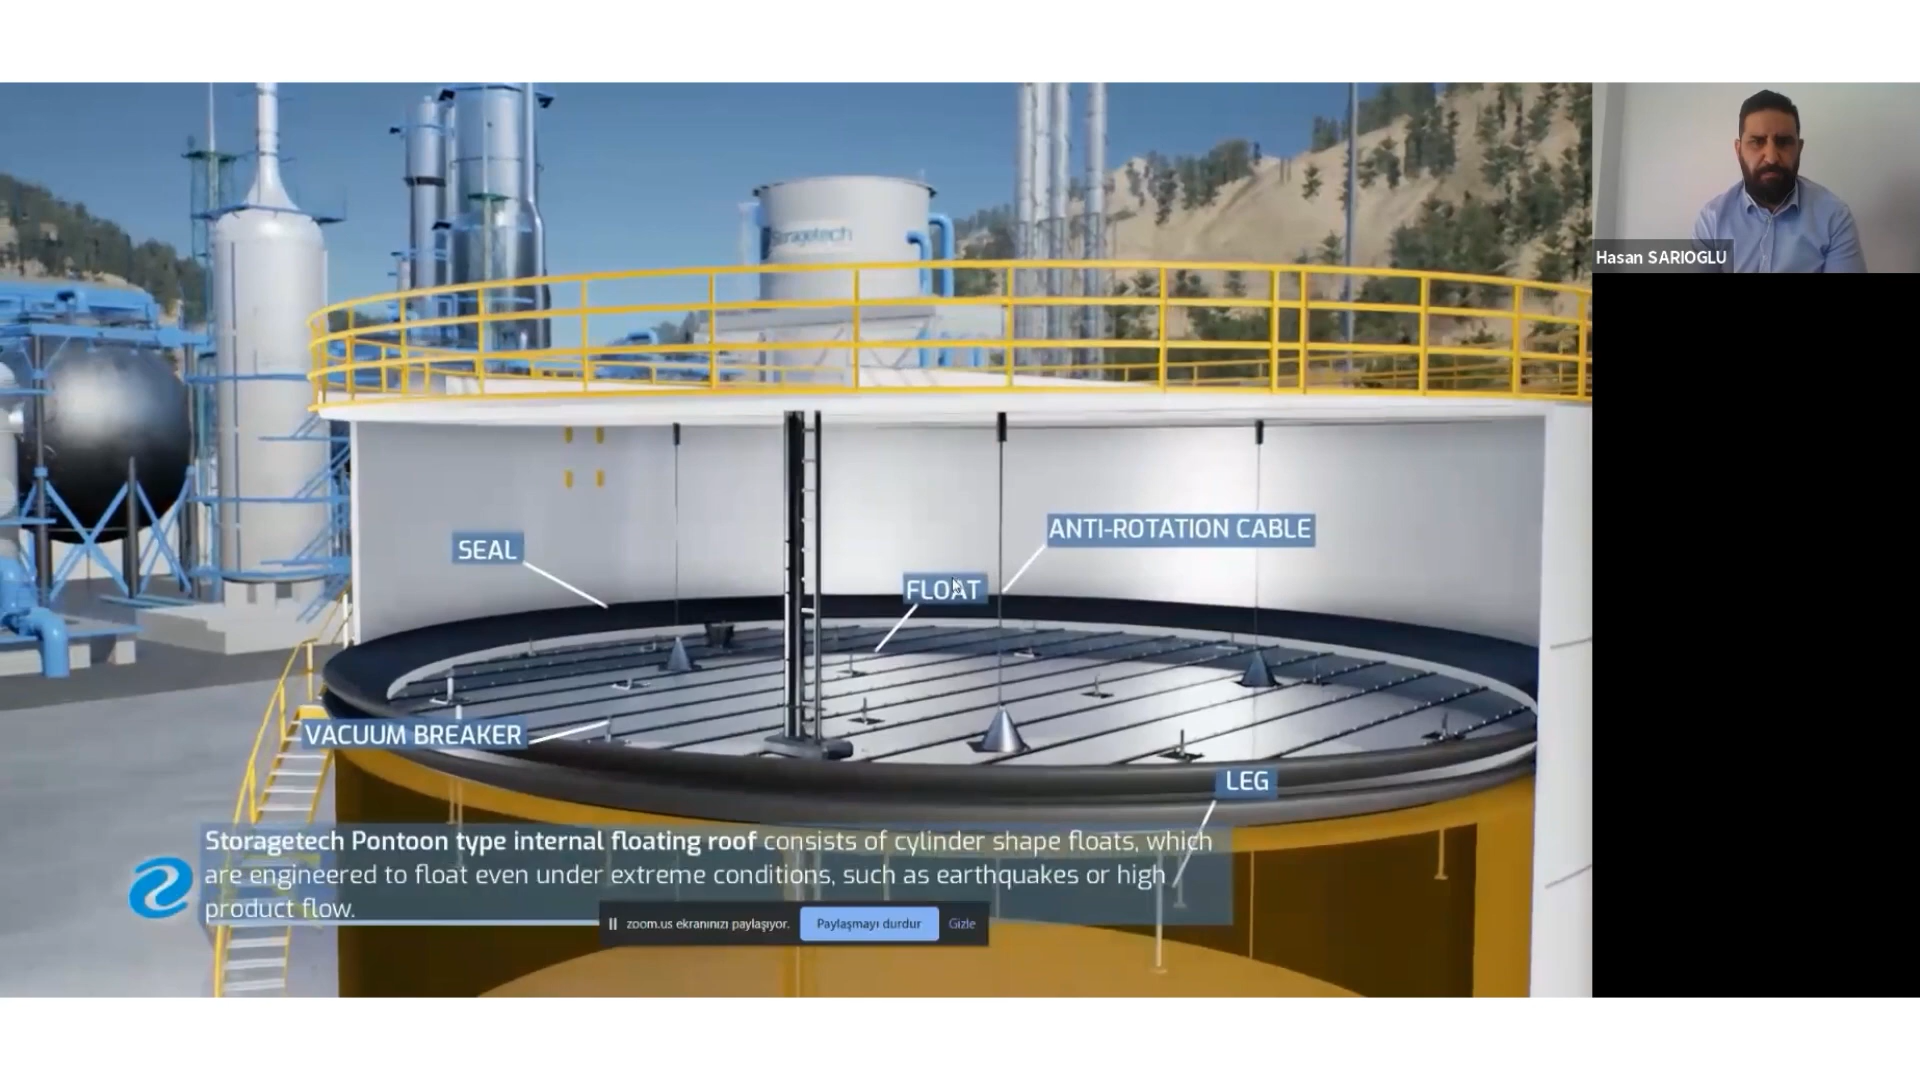 Storagetech
Hasan SARIOGLU
SEAL
ANTI-ROTATION CABLE
FLOAT
VACUUM BREAKER
LEG
Storagetech Pontoon type internal floating roof consists of cylinder shape floats, which
are engineered to float even under extreme conditions, such as earthquakes or high
product flow.
zoom.us ekranınızı paylaşıyor.
Paylaşmayı durdur
Gizle